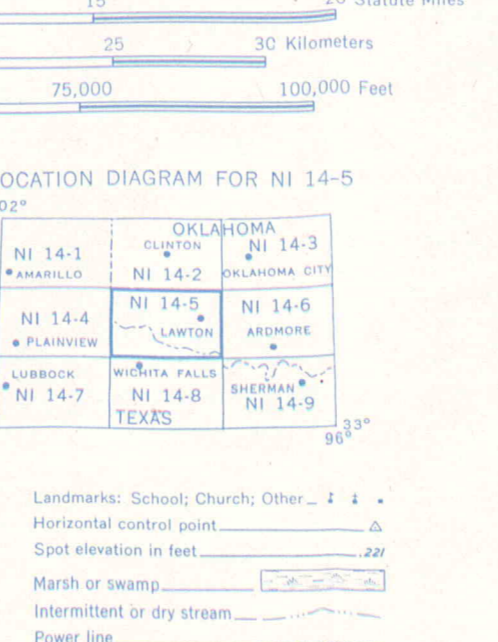 15 20 Statute Miles
25 30 Kilometers
75,000 100,000 Feet
OCATION DIAGRAM FOR NI 14-5
02°
OKLAHOMA
NI 14-1 CLINTON NI 14-3
AMARILLO NI 14-2 OKLAHOMA CITY
NI 14-4 NI 14-5 NI 14-6
PLAINVIEW LAWTON ARDMORE
LUBBOCK WICHITA FALLS SHERMAN
NI 14-7 NI 14-8 NI 14-9
TEXAS 33°
96°
Landmarks: School; Church; Other
Horizontal control point
Spot elevation in feet .221
Marsh or swamp
Intermittent or dry stream
Power line